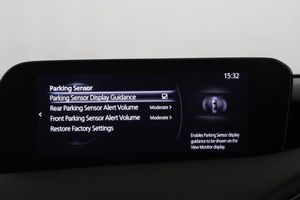 15:32
Parking Sensor
Parking Sensor Display Guidance
Rear Parking Sensor Alert Volume Moderate
Front Parking Sensor Alert Volume Moderate
Restore Factory Settings
Enables Parking Sensor display
guidance to be shown on the
View Monitor display.